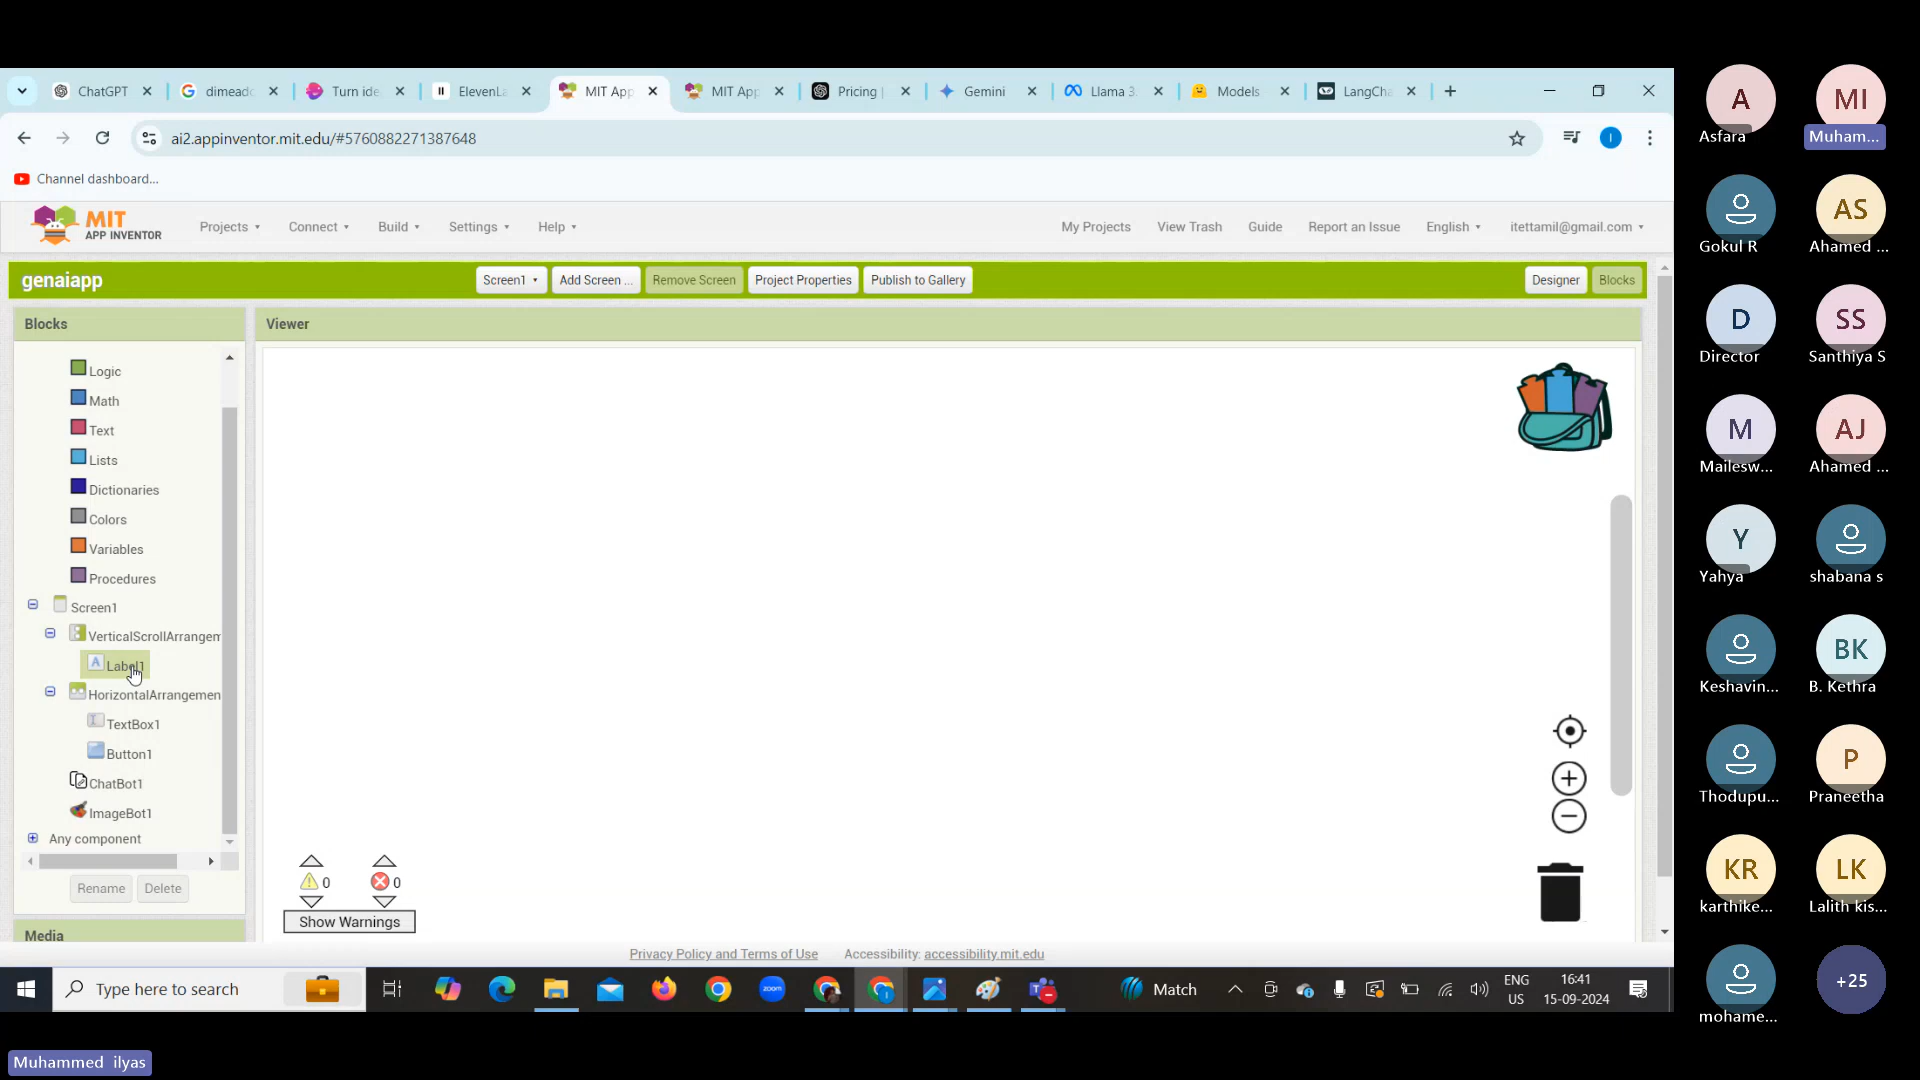 ChatGPT
dimeado
Turn ide
ElevenLa
MIT App
MIT App
Pricing |
Gemini
Llama 3.
Models
LangCha
ai2.appinventor.mit.edu/#5760882271387648
I
Channel dashboard...
MIT
APP INVENTOR
Projects
Connect
Build
Settings
Help
My Projects
View Trash
Guide
Report an Issue
English
itettamil@gmail.com
genaiapp
Screen1
Add Screen ...
Remove Screen
Project Properties
Publish to Gallery
Designer
Blocks
Blocks
Viewer
Logic
Math
Text
Lists
Dictionaries
Colors
Variables
Procedures
Screen1
VerticalScrollArrangem
Label1
HorizontalArrangemen
TextBox1
Button1
ChatBot1
ImageBot1
Any component
Rename
Delete
Media
0
0
Show Warnings
Privacy Policy and Terms of Use
Accessibility: accessibility.mit.edu
Type here to search
zoom
Match
ENG
US
16:41
15-09-2024
Muhammed ilyas
A
Asfara
MI
Muham...
Gokul R
AS
Ahamed ...
D
Director
SS
Santhiya S
M
Mailesw...
AJ
Ahamed ...
Y
Yahya
shabana s
Keshavin...
BK
B. Kethra
Thodupu...
P
Praneetha
KR
karthike...
LK
Lalith kis...
mohame...
+25